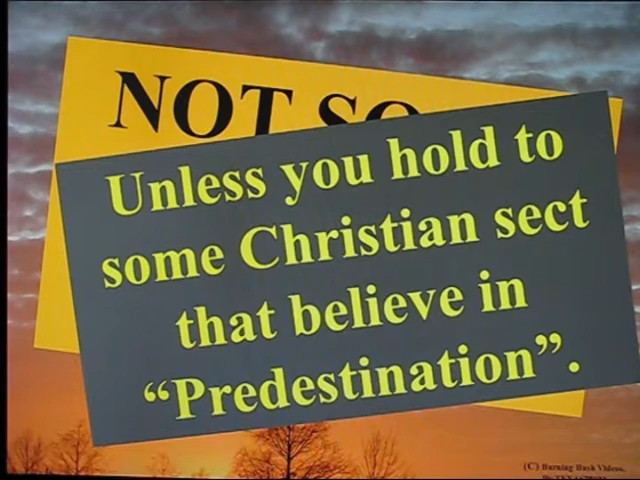 NOT SO
Unless you hold to
some Christian sect
that believe in
“Predestination”.
(C) Burning Bush Videos.